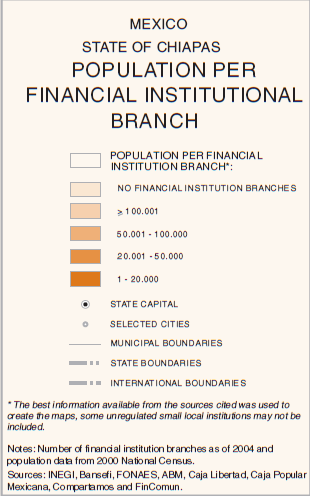 MEXICO
STATE OF CHIAPAS
POPULATION PER
FINANCIAL INSTITUTIONAL
BRANCH
POPULATION PER FINANCIAL
INSTITUTION BRANCH*:
NO FINANCIAL INSTITUTION BRANCHES
≥ 100.001
50.001 - 100.000
20.001 - 50.000
1 - 20.000
STATE CAPITAL
SELECTED CITIES
MUNICIPAL BOUNDARIES
STATE BOUNDARIES
INTERNATIONAL BOUNDARIES
* The best information available from the sources cited was used to
create the maps, some unregulated small local institutions may not be
included.
Notes: Number of financial institution branches as of 2004 and
population data from 2000 National Census.
Sources: INEGI, Bansefi, FONAES, ABM, Caja Libertad, Caja Popular
Mexicana, Compartamos and FinComun.